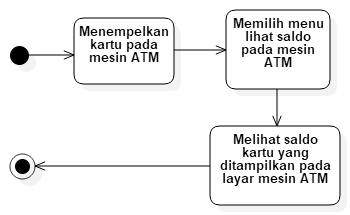 Menempelkan
kartu pada
mesin ATM
Memilih menu
lihat saldo
pada mesin
ATM
Melihat saldo
kartu yang
ditampilkan pada
layar mesin ATM